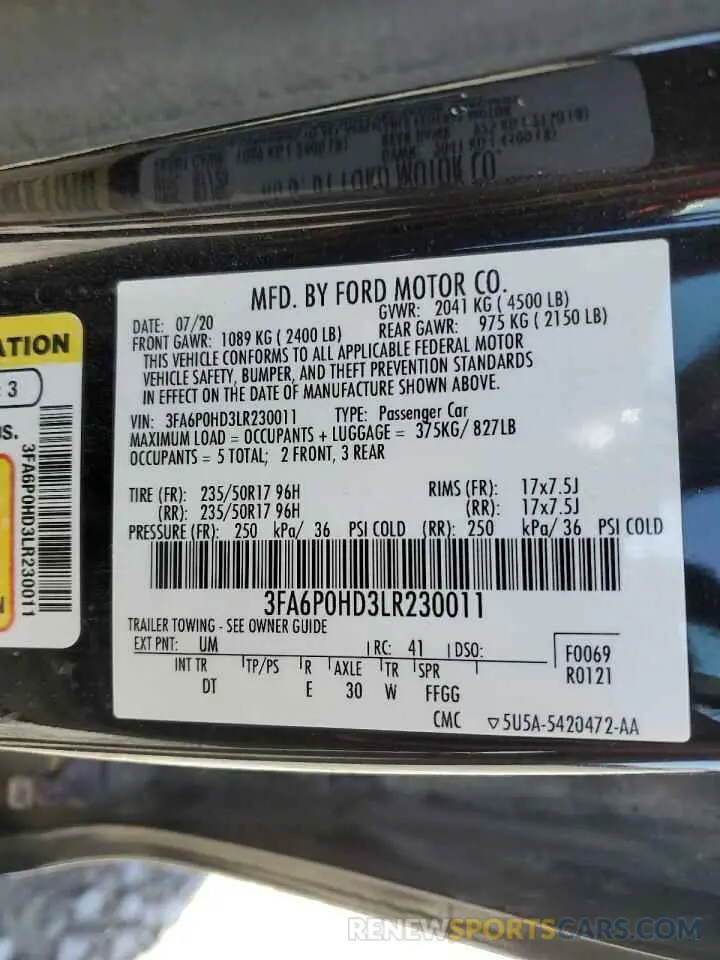 MFD. BY FORD MOTOR CO.
DATE: 07/20
GVWR: 2041 KG ( 4500 LB)
FRONT GAWR: 1089 KG ( 2400 LB)
REAR GAWR: 975 KG ( 2150 LB)
THIS VEHICLE CONFORMS TO ALL APPLICABLE FEDERAL MOTOR
VEHICLE SAFETY, BUMPER, AND THEFT PREVENTION STANDARDS
IN EFFECT ON THE DATE OF MANUFACTURE SHOWN ABOVE.
VIN: 3FA6P0HD3LR230011 TYPE: Passenger Car
MAXIMUM LOAD = OCCUPANTS + LUGGAGE = 375KG/ 827LB
OCCUPANTS = 5 TOTAL; 2 FRONT, 3 REAR
TIRE (FR): 235/50R17 96H RIMS (FR): 17x7.5J
(RR): 235/50R17 96H (RR): 17x7.5J
PRESSURE (FR): 250 kPa/ 36 PSI COLD (RR): 250 kPa/ 36 PSI COLD
3FA6P0HD3LR230011
TRAILER TOWING - SEE OWNER GUIDE
EXT PNT: UM RC: 41 DSO: F0069
R0121
INT TR TP/PS R AXLE TR SPR
DT E 30 W FFGG
CMC ▽5U5A-5420472-AA
ATION
3
S.
3FA6P0HD3LR230011
N
RENEWSPORTSCARS.COM